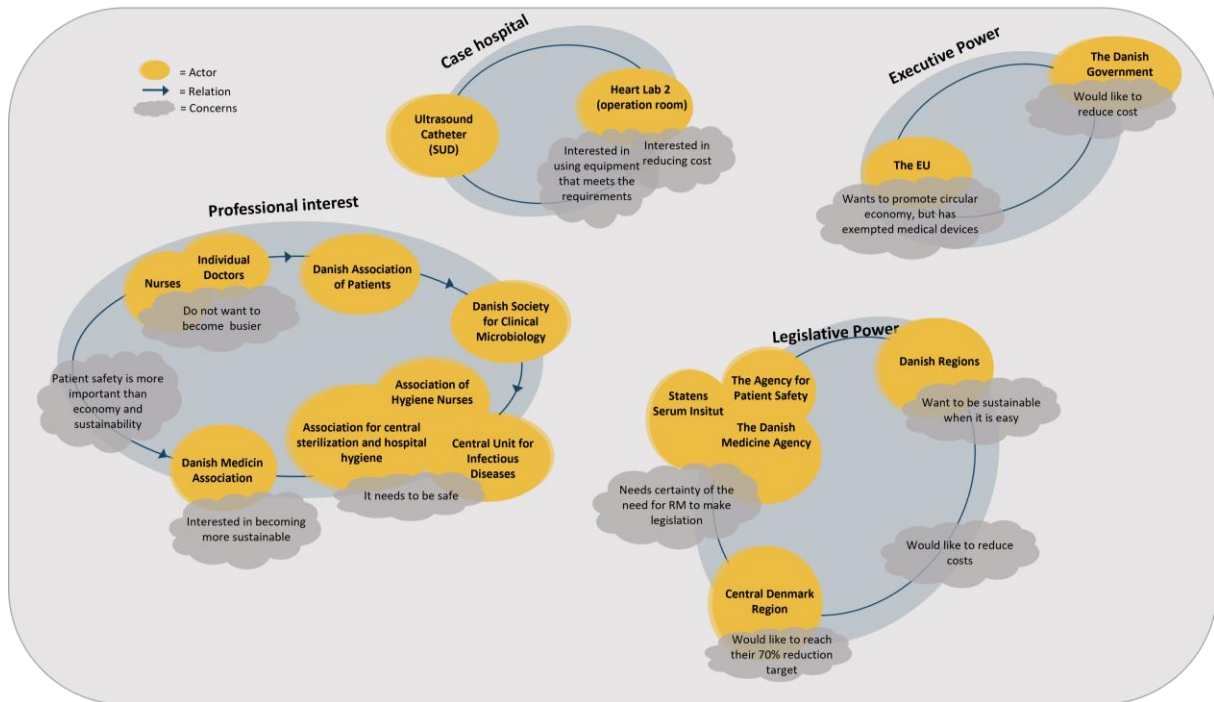 Case hospital
= Actor
= Relation
= Concerns
Ultrasound
Catheter
(SUD)
Heart Lab 2
(operation room)
Interested in
using equipment
that meets the
requirements
Interested in
reducing cost
Executive Power
The Danish
Government
Would like to
reduce cost
The EU
Wants to promote circular
economy, but has
exempted medical devices
Professional interest
Nurses
Individual
Doctors
Do not want to
become busier
Danish Association
of Patients
Danish Society
for Clinical
Microbiology
Patient safety is more
important than
economy and
sustainability
Association of
Hygiene Nurses
Association for central
sterilization and hospital
hygiene
Central Unit for
Infectious
Diseases
It needs to be safe
Danish Medicin
Association
Interested in becoming
more sustainable
Legislative Power
Statens
Serum Insitut
The Agency for
Patient Safety
The Danish
Medicine Agency
Danish Regions
Want to be sustainable
when it is easy
Needs certainty of the
need for RM to make
legislation
Would like to reduce
costs
Central Denmark
Region
Would like to reach
their 70% reduction
target